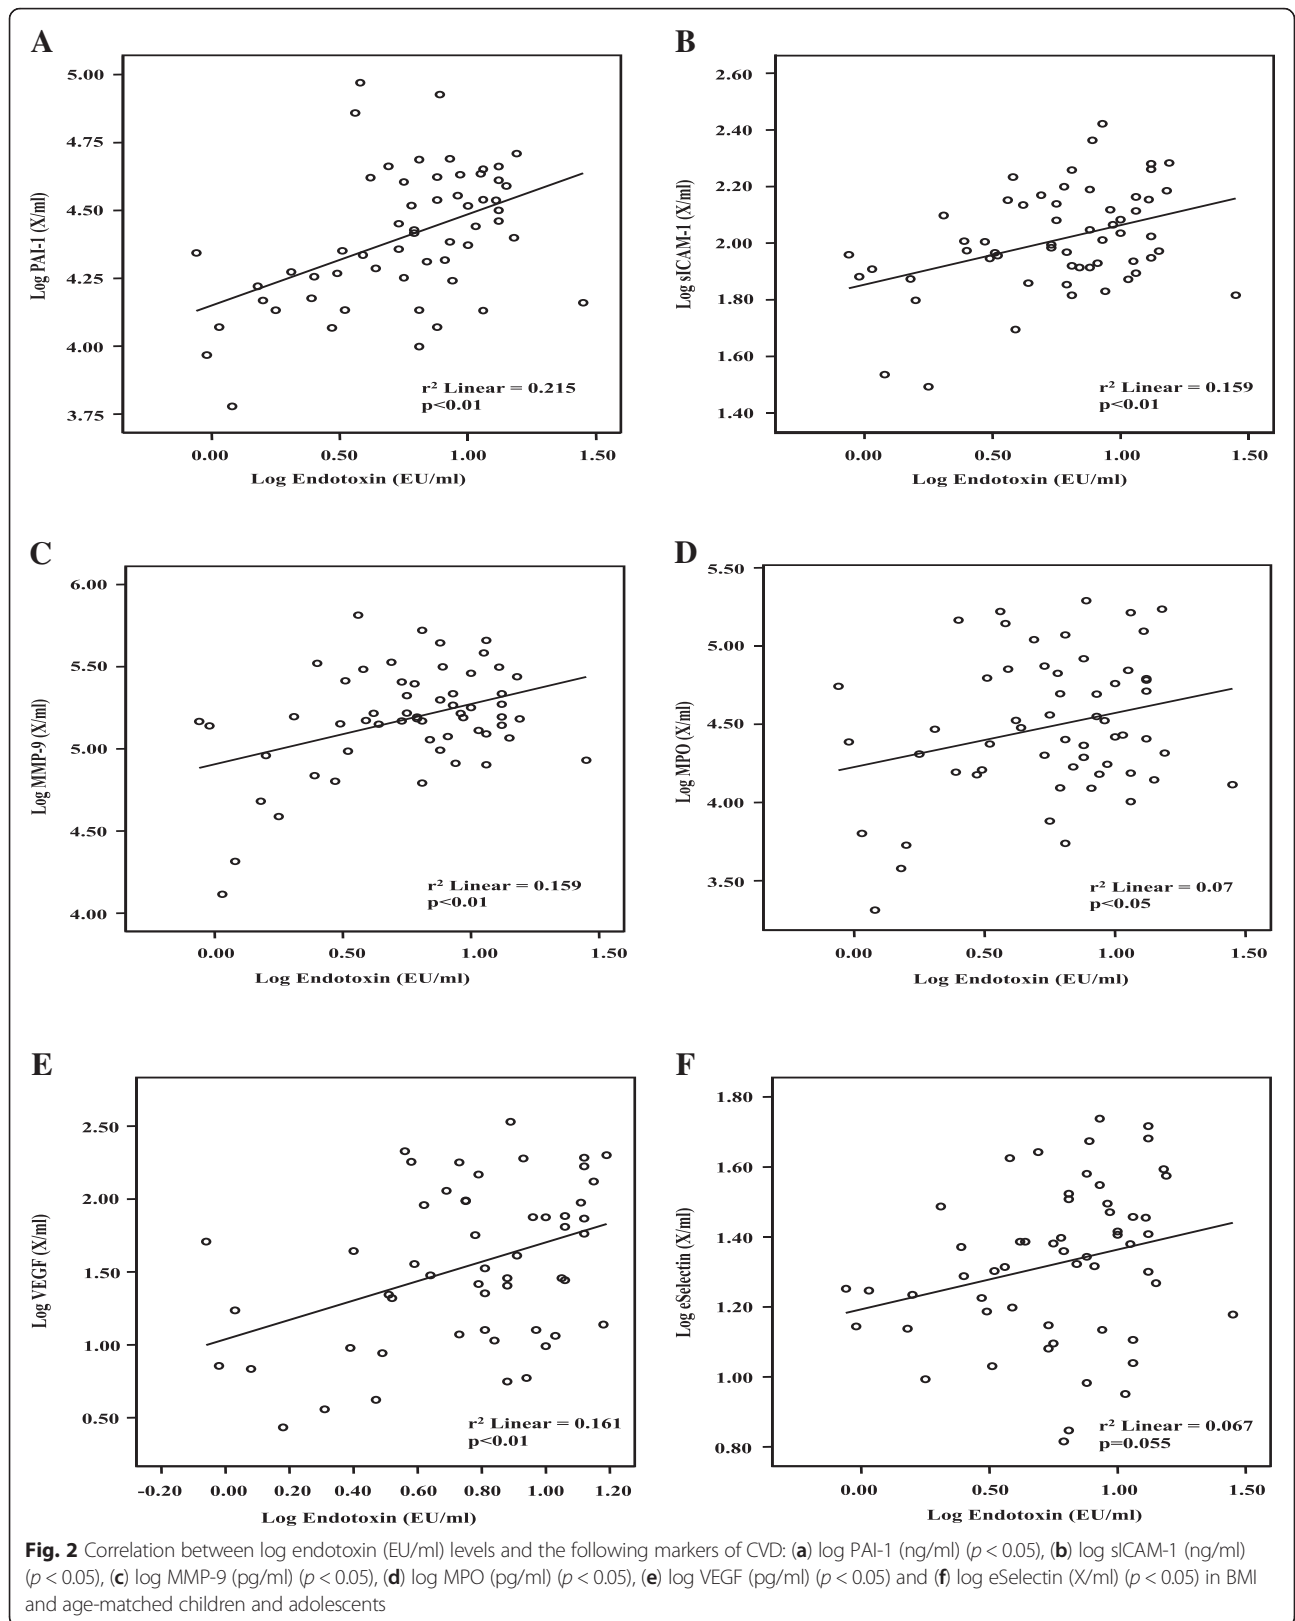 A
5.00
4.75
4.50
4.25
4.00
3.75
Log PAI-1 (X/ml)
r² Linear = 0.215
p<0.01
0.00 0.50 1.00 1.50
Log Endotoxin (EU/ml)
B
2.60
2.40
2.20
2.00
1.80
1.60
1.40
Log sICAM-1 (X/ml)
r² Linear = 0.159
p<0.01
0.00 0.50 1.00 1.50
Log Endotoxin (EU/ml)
C
6.00
5.50
5.00
4.50
4.00
Log MMP-9 (X/ml)
r² Linear = 0.159
p<0.01
0.00 0.50 1.00 1.50
Log Endotoxin (EU/ml)
D
5.50
5.00
4.50
4.00
3.50
Log MPO (X/ml)
r² Linear = 0.07
p<0.05
0.00 0.50 1.00 1.50
Log Endotoxin (EU/ml)
E
2.50
2.00
1.50
1.00
0.50
Log VEGF (X/ml)
r² Linear = 0.161
p<0.01
-0.20 0.00 0.20 0.40 0.60 0.80 1.00 1.20
Log Endotoxin (EU/ml)
F
1.80
1.60
1.40
1.20
1.00
0.80
Log eSelectin (X/ml)
r² Linear = 0.067
p=0.055
0.00 0.50 1.00 1.50
Log Endotoxin (EU/ml)
Fig. 2 Correlation between log endotoxin (EU/ml) levels and the following markers of CVD: (a) log PAI-1 (ng/ml) (p < 0.05), (b) log sICAM-1 (ng/ml)
(p < 0.05), (c) log MMP-9 (pg/ml) (p < 0.05), (d) log MPO (pg/ml) (p < 0.05), (e) log VEGF (pg/ml) (p < 0.05) and (f) log eSelectin (X/ml) (p < 0.05) in BMI
and age-matched children and adolescents